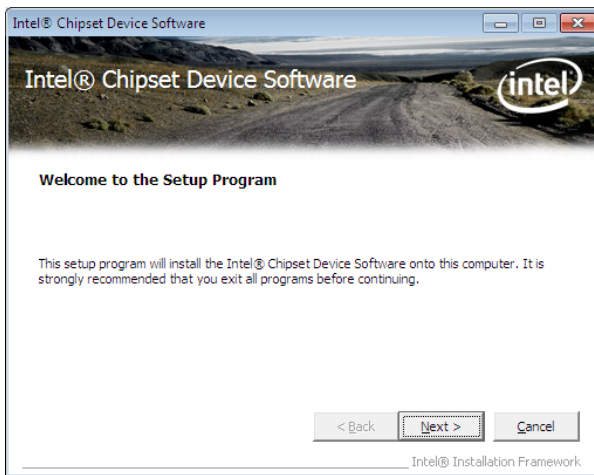 Intel® Chipset Device Software
Intel® Chipset Device Software
intel
Welcome to the Setup Program
This setup program will install the Intel® Chipset Device Software onto this computer. It is
strongly recommended that you exit all programs before continuing.
< Back
Next >
Cancel
Intel® Installation Framework